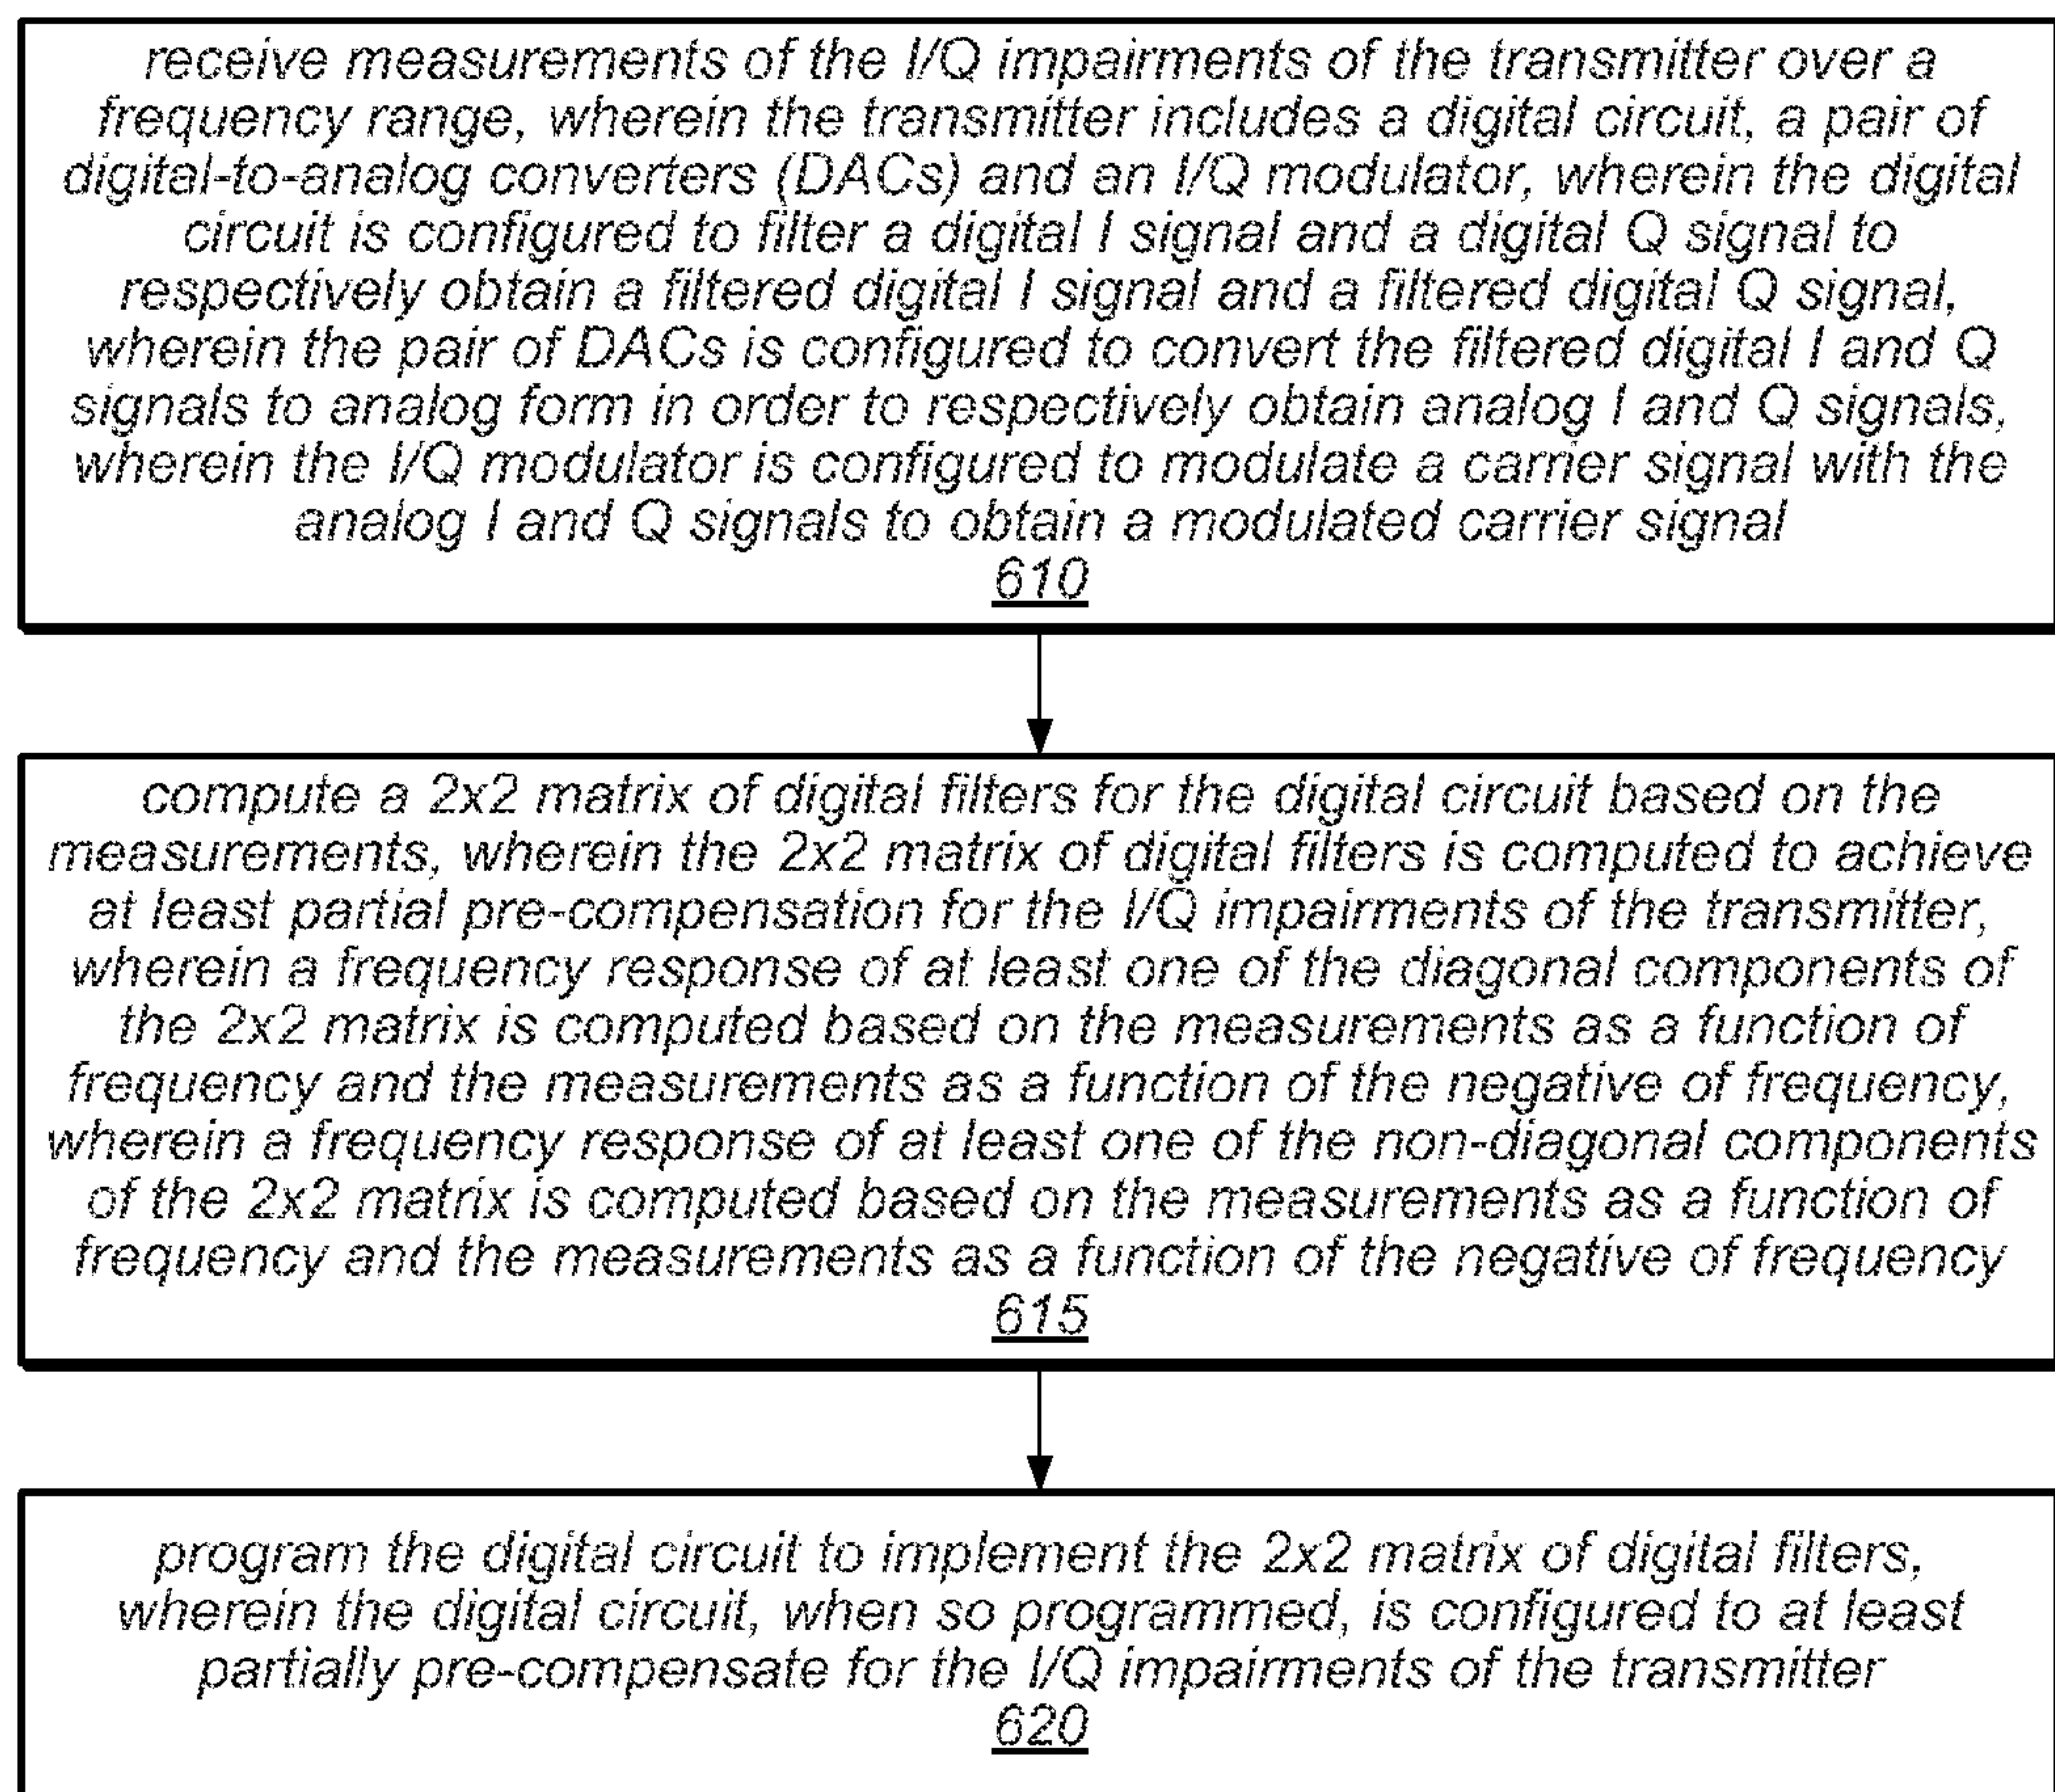 receive measurements of the I/Q impairments of the transmitter over a
frequency range, wherein the transmitter includes a digital circuit, a pair of
digital-to-analog converters (DACs) and an I/Q modulator, wherein the digital
circuit is configured to filter a digital I signal and a digital Q signal to
respectively obtain a filtered digital I signal and a filtered digital Q signal,
wherein the pair of DACs is configured to convert the filtered digital I and Q
signals to analog form in order to respectively obtain analog I and Q signals,
wherein the I/Q modulator is configured to modulate a carrier signal with the
analog I and Q signals to obtain a modulated carrier signal
610
compute a 2x2 matrix of digital filters for the digital circuit based on the
measurements, wherein the 2x2 matrix of digital filters is computed to achieve
at least partial pre-compensation for the I/Q impairments of the transmitter,
wherein a frequency response of at least one of the diagonal components of
the 2x2 matrix is computed based on the measurements as a function of
frequency and the measurements as a function of the negative of frequency,
wherein a frequency response of at least one of the non-diagonal components
of the 2x2 matrix is computed based on the measurements as a function of
frequency and the measurements as a function of the negative of frequency
615
program the digital circuit to implement the 2x2 matrix of digital filters,
wherein the digital circuit, when so programmed, is configured to at least
partially pre-compensate for the I/Q impairments of the transmitter
620